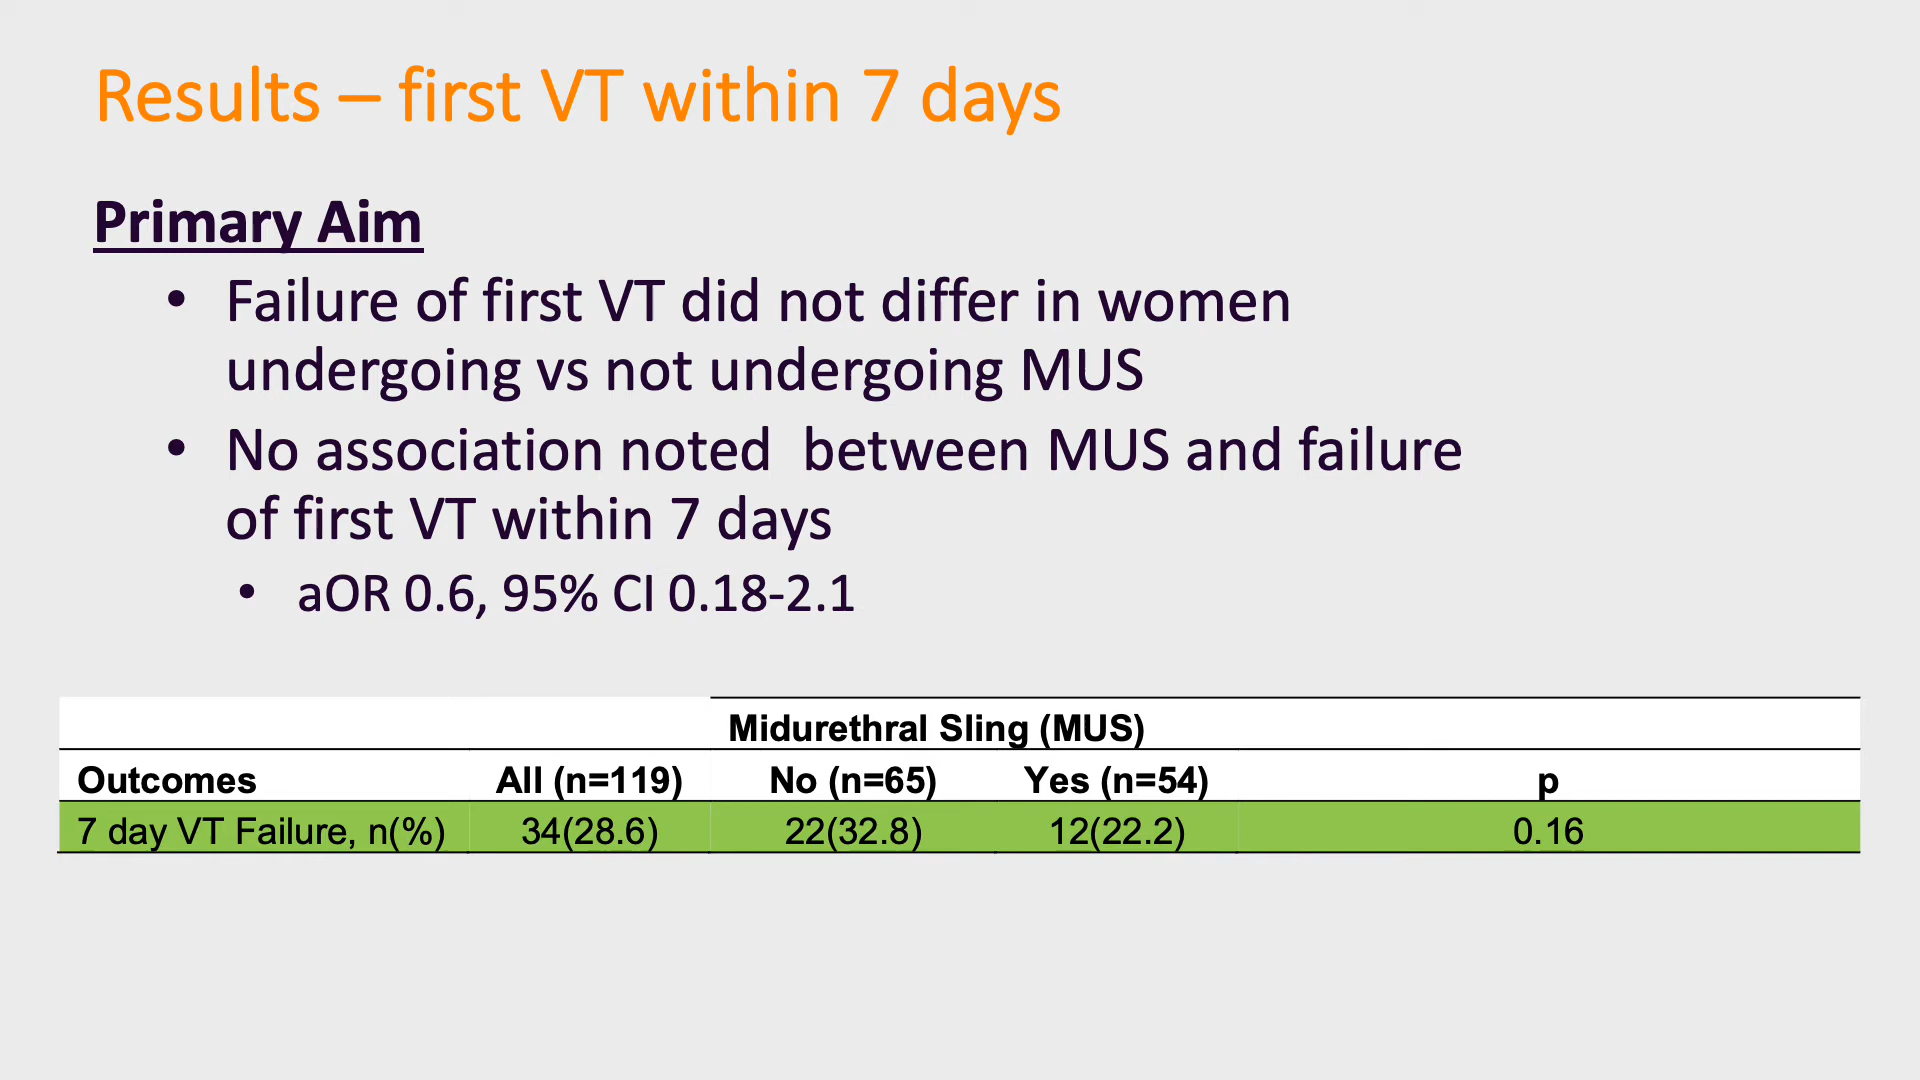 Results – first VT within 7 days
Primary Aim
• Failure of first VT did not differ in women
undergoing vs not undergoing MUS
• No association noted  between MUS and failure
of first VT within 7 days
• aOR 0.6, 95% CI 0.18-2.1
Midurethral Sling (MUS)
Outcomes All (n=119) No (n=65) Yes (n=54) p
7 day VT Failure, n(%) 34(28.6) 22(32.8) 12(22.2) 0.16